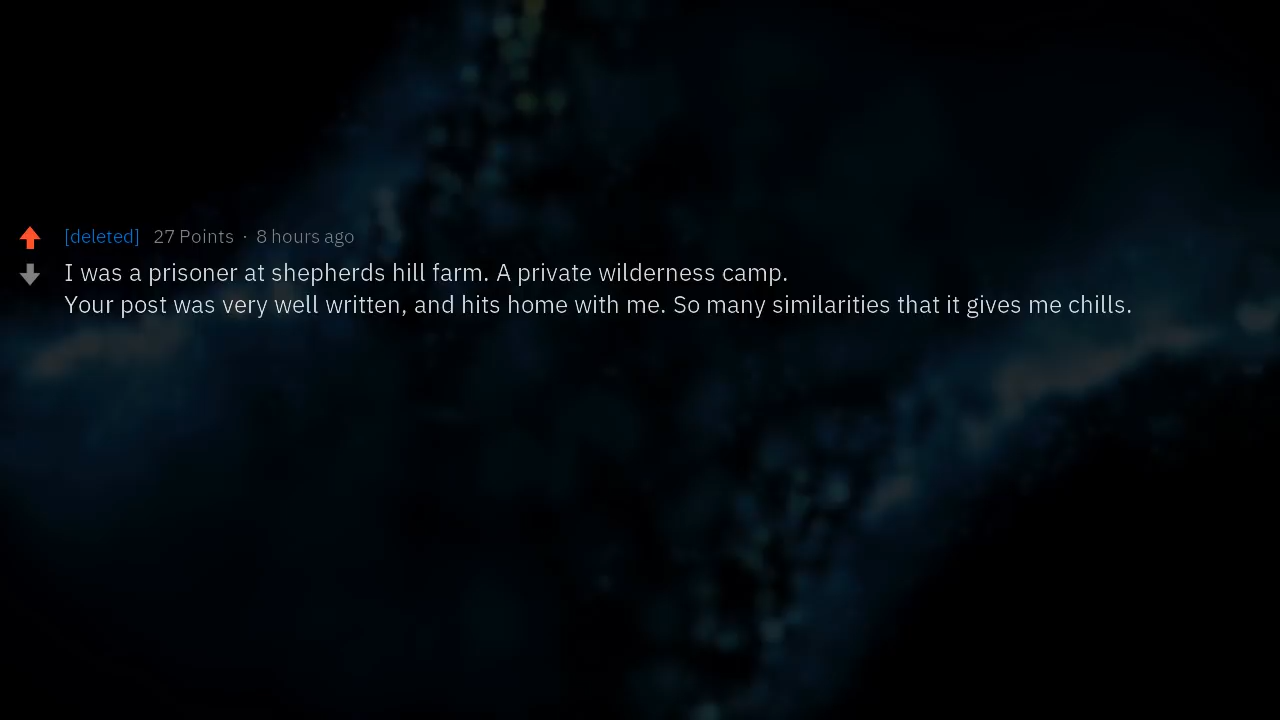 [deleted] 27 Points · 8 hours ago
I was a prisoner at shepherds hill farm. A private wilderness camp.
Your post was very well written, and hits home with me. So many similarities that it gives me chills.